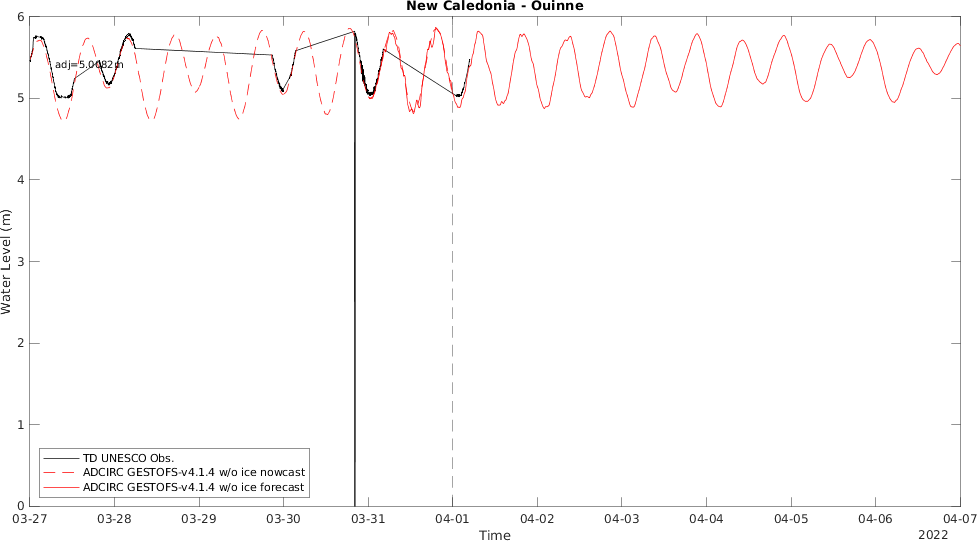 New Caledonia - Ouinne
6
5
4
3
2
1
0
Water Level (m)
adj=5.0082m
TD UNESCO Obs.
ADCIRC GESTOFS-v4.1.4 w/o ice nowcast
ADCIRC GESTOFS-v4.1.4 w/o ice forecast
03-27 03-28 03-29 03-30 03-31 04-01 04-02 04-03 04-04 04-05 04-06 04-07
Time
2022